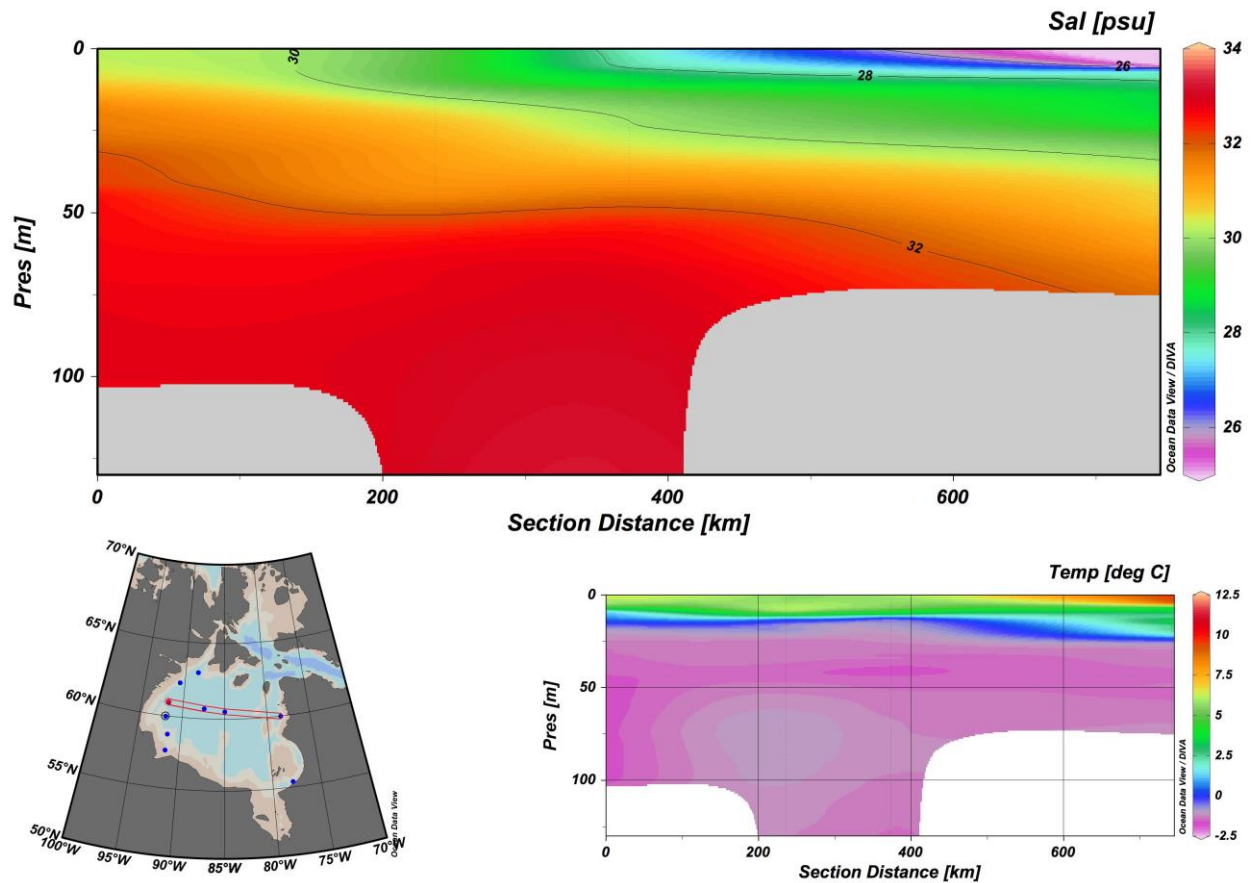 Sal [psu]
0
50
100
Pres [m]
30
28
26
32
Ocean Data View / DIVA
34
32
30
28
26
0
200
400
600
Section Distance [km]
70°N
65°N
60°N
55°N
50°N
100°W
95°W
90°W
85°W
80°W
75°W
70°W
Ocean Data View
Temp [deg C]
0
50
100
Pres [m]
Ocean Data View / DIVA
12.5
10
7.5
5
2.5
0
-2.5
0
200
400
600
Section Distance [km]